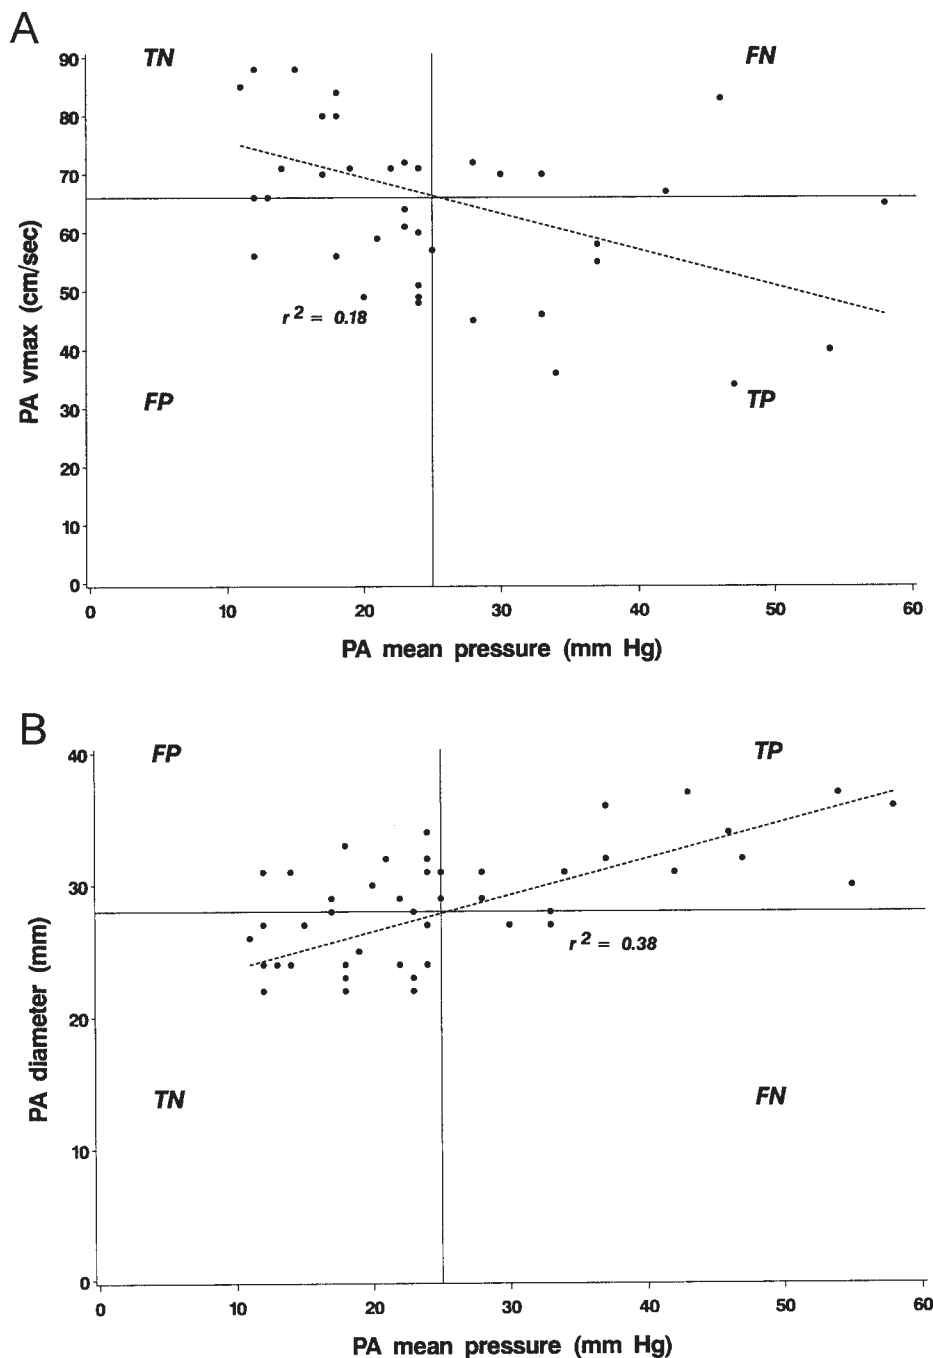 A
TN
FN
90
80
70
60
50
40
30
20
10
0
PA vmax (cm/sec)
r² = 0.18
FP
TP
0 10 20 30 40 50 60
PA mean pressure (mm Hg)
B
FP
TP
40
30
20
10
0
PA diameter (mm)
r² = 0.38
TN
FN
0 10 20 30 40 50 60
PA mean pressure (mm Hg)